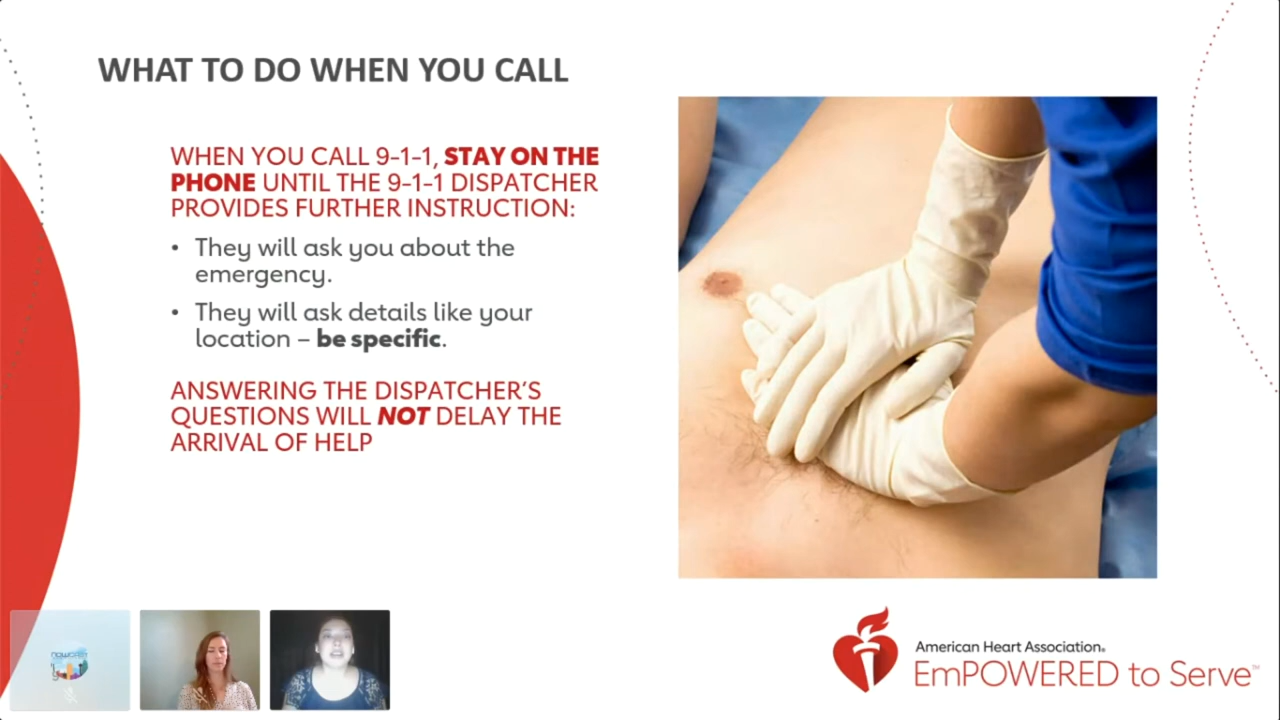 WHAT TO DO WHEN YOU CALL
WHEN YOU CALL 9-1-1, STAY ON THE
PHONE UNTIL THE 9-1-1 DISPATCHER
PROVIDES FURTHER INSTRUCTION:
• They will ask you about the
emergency.
• They will ask details like your
location – be specific.
ANSWERING THE DISPATCHER’S
QUESTIONS WILL NOT DELAY THE
ARRIVAL OF HELP
American Heart Association®
EmPOWERED to Serve™